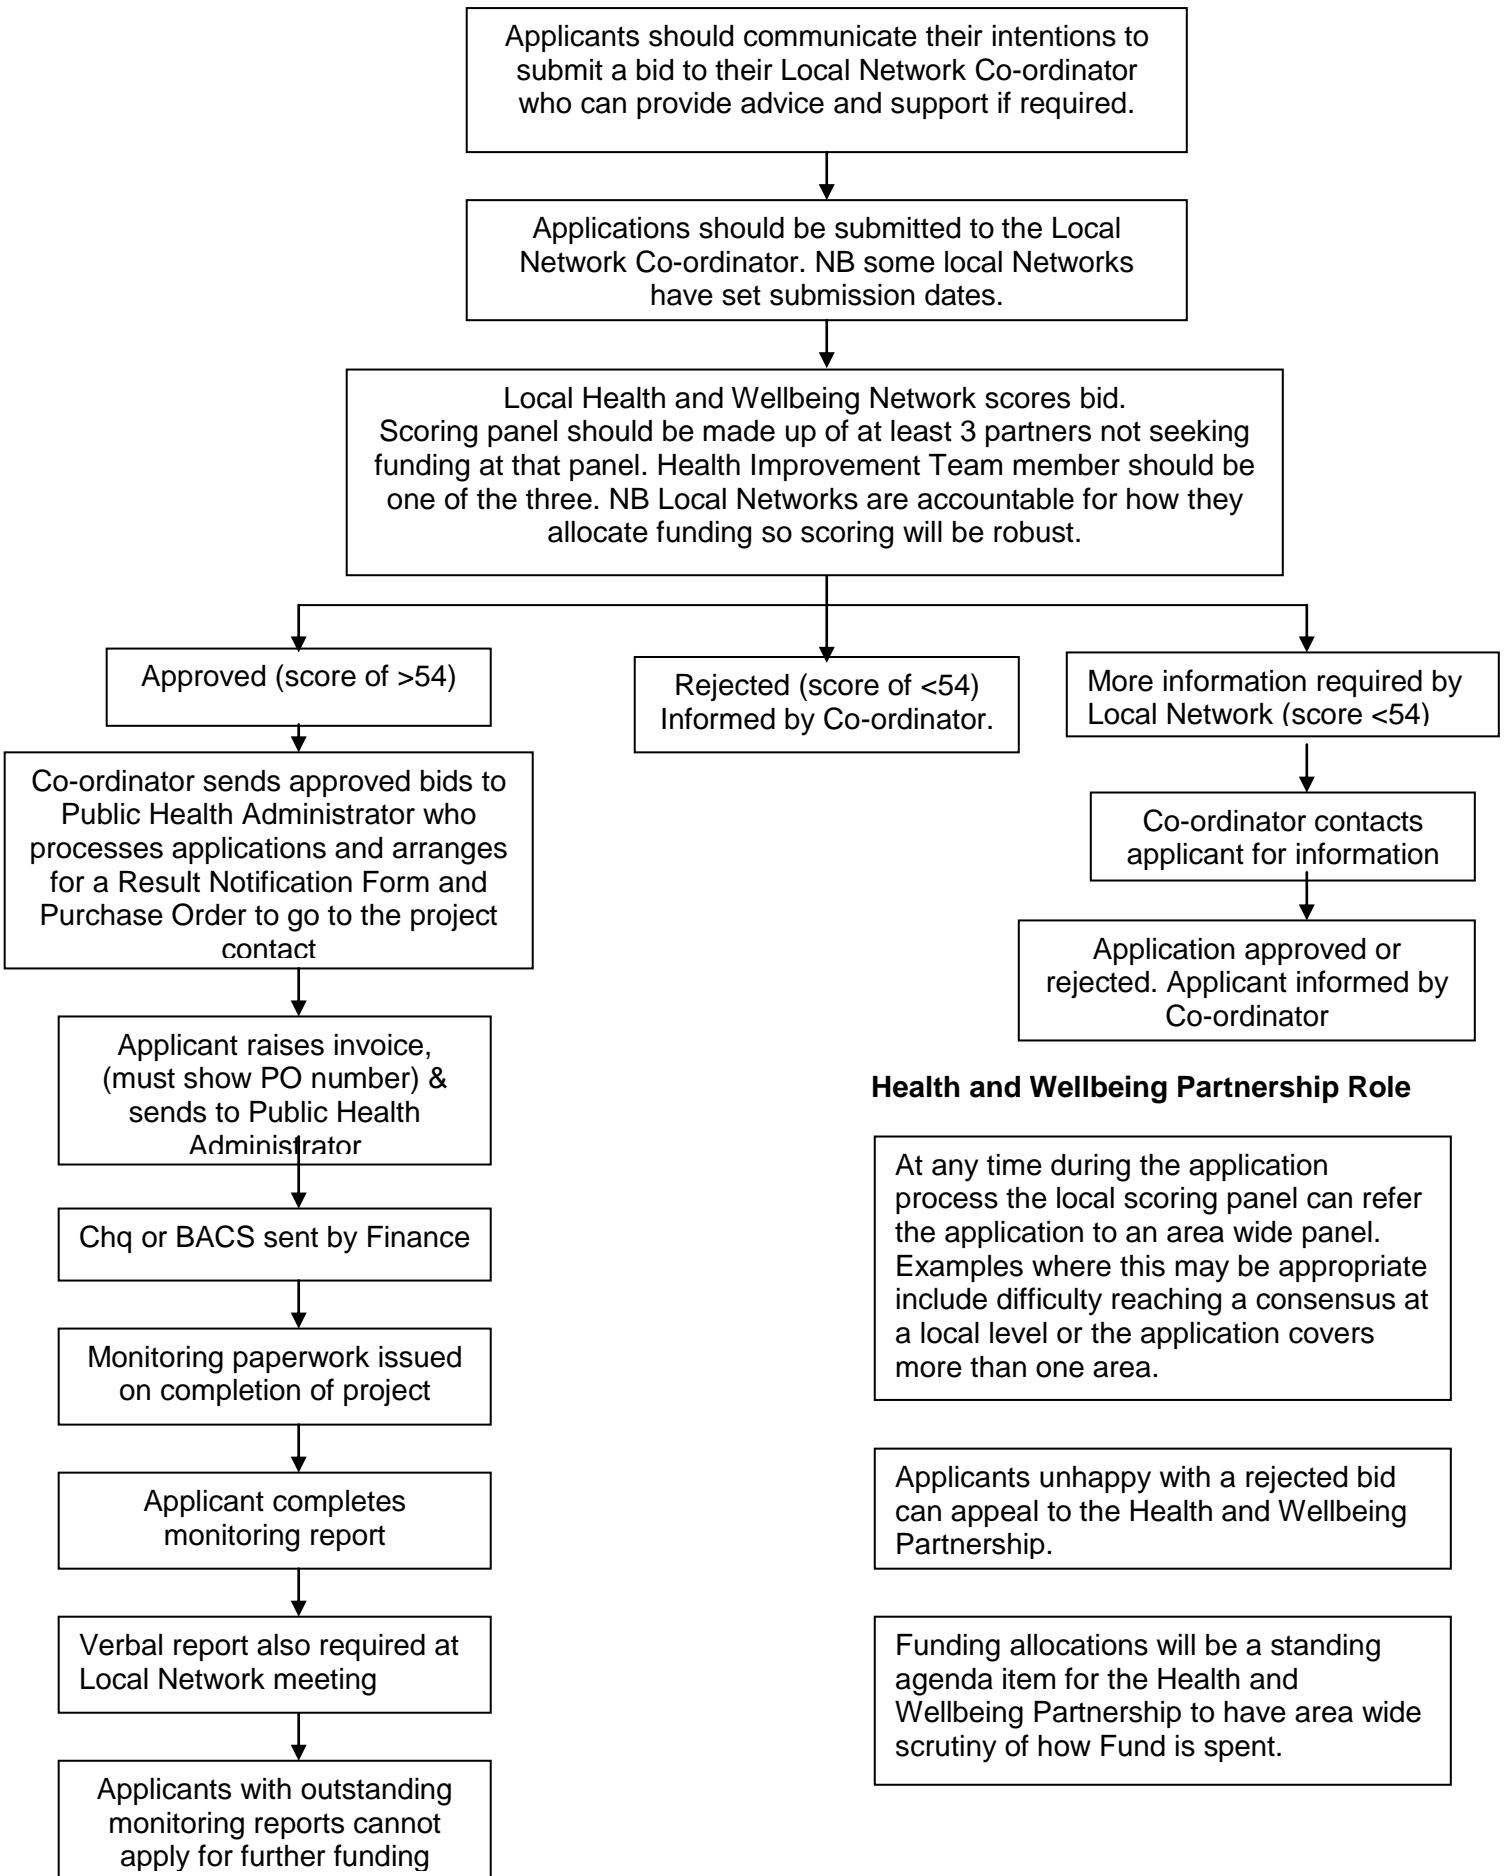 Applicants should communicate their intentions to
submit a bid to their Local Network Co-ordinator
who can provide advice and support if required.
Applications should be submitted to the Local
Network Co-ordinator. NB some local Networks
have set submission dates.
Local Health and Wellbeing Network scores bid.
Scoring panel should be made up of at least 3 partners not seeking
funding at that panel. Health Improvement Team member should be
one of the three. NB Local Networks are accountable for how they
allocate funding so scoring will be robust.
Approved (score of >54)
Co-ordinator sends approved bids to
Public Health Administrator who
processes applications and arranges
for a Result Notification Form and
Purchase Order to go to the project
contact
Applicant raises invoice,
(must show PO number) &
sends to Public Health
Administrator
Chq or BACS sent by Finance
Monitoring paperwork issued
on completion of project
Applicant completes
monitoring report
Verbal report also required at
Local Network meeting
Applicants with outstanding
monitoring reports cannot
apply for further funding
Rejected (score of <54)
Informed by Co-ordinator.
More information required by
Local Network (score <54)
Co-ordinator contacts
applicant for information
Application approved or
rejected. Applicant informed by
Co-ordinator
Health and Wellbeing Partnership Role
At any time during the application
process the local scoring panel can refer
the application to an area wide panel.
Examples where this may be appropriate
include difficulty reaching a consensus at
a local level or the application covers
more than one area.
Applicants unhappy with a rejected bid
can appeal to the Health and Wellbeing
Partnership.
Funding allocations will be a standing
agenda item for the Health and
Wellbeing Partnership to have area wide
scrutiny of how Fund is spent.